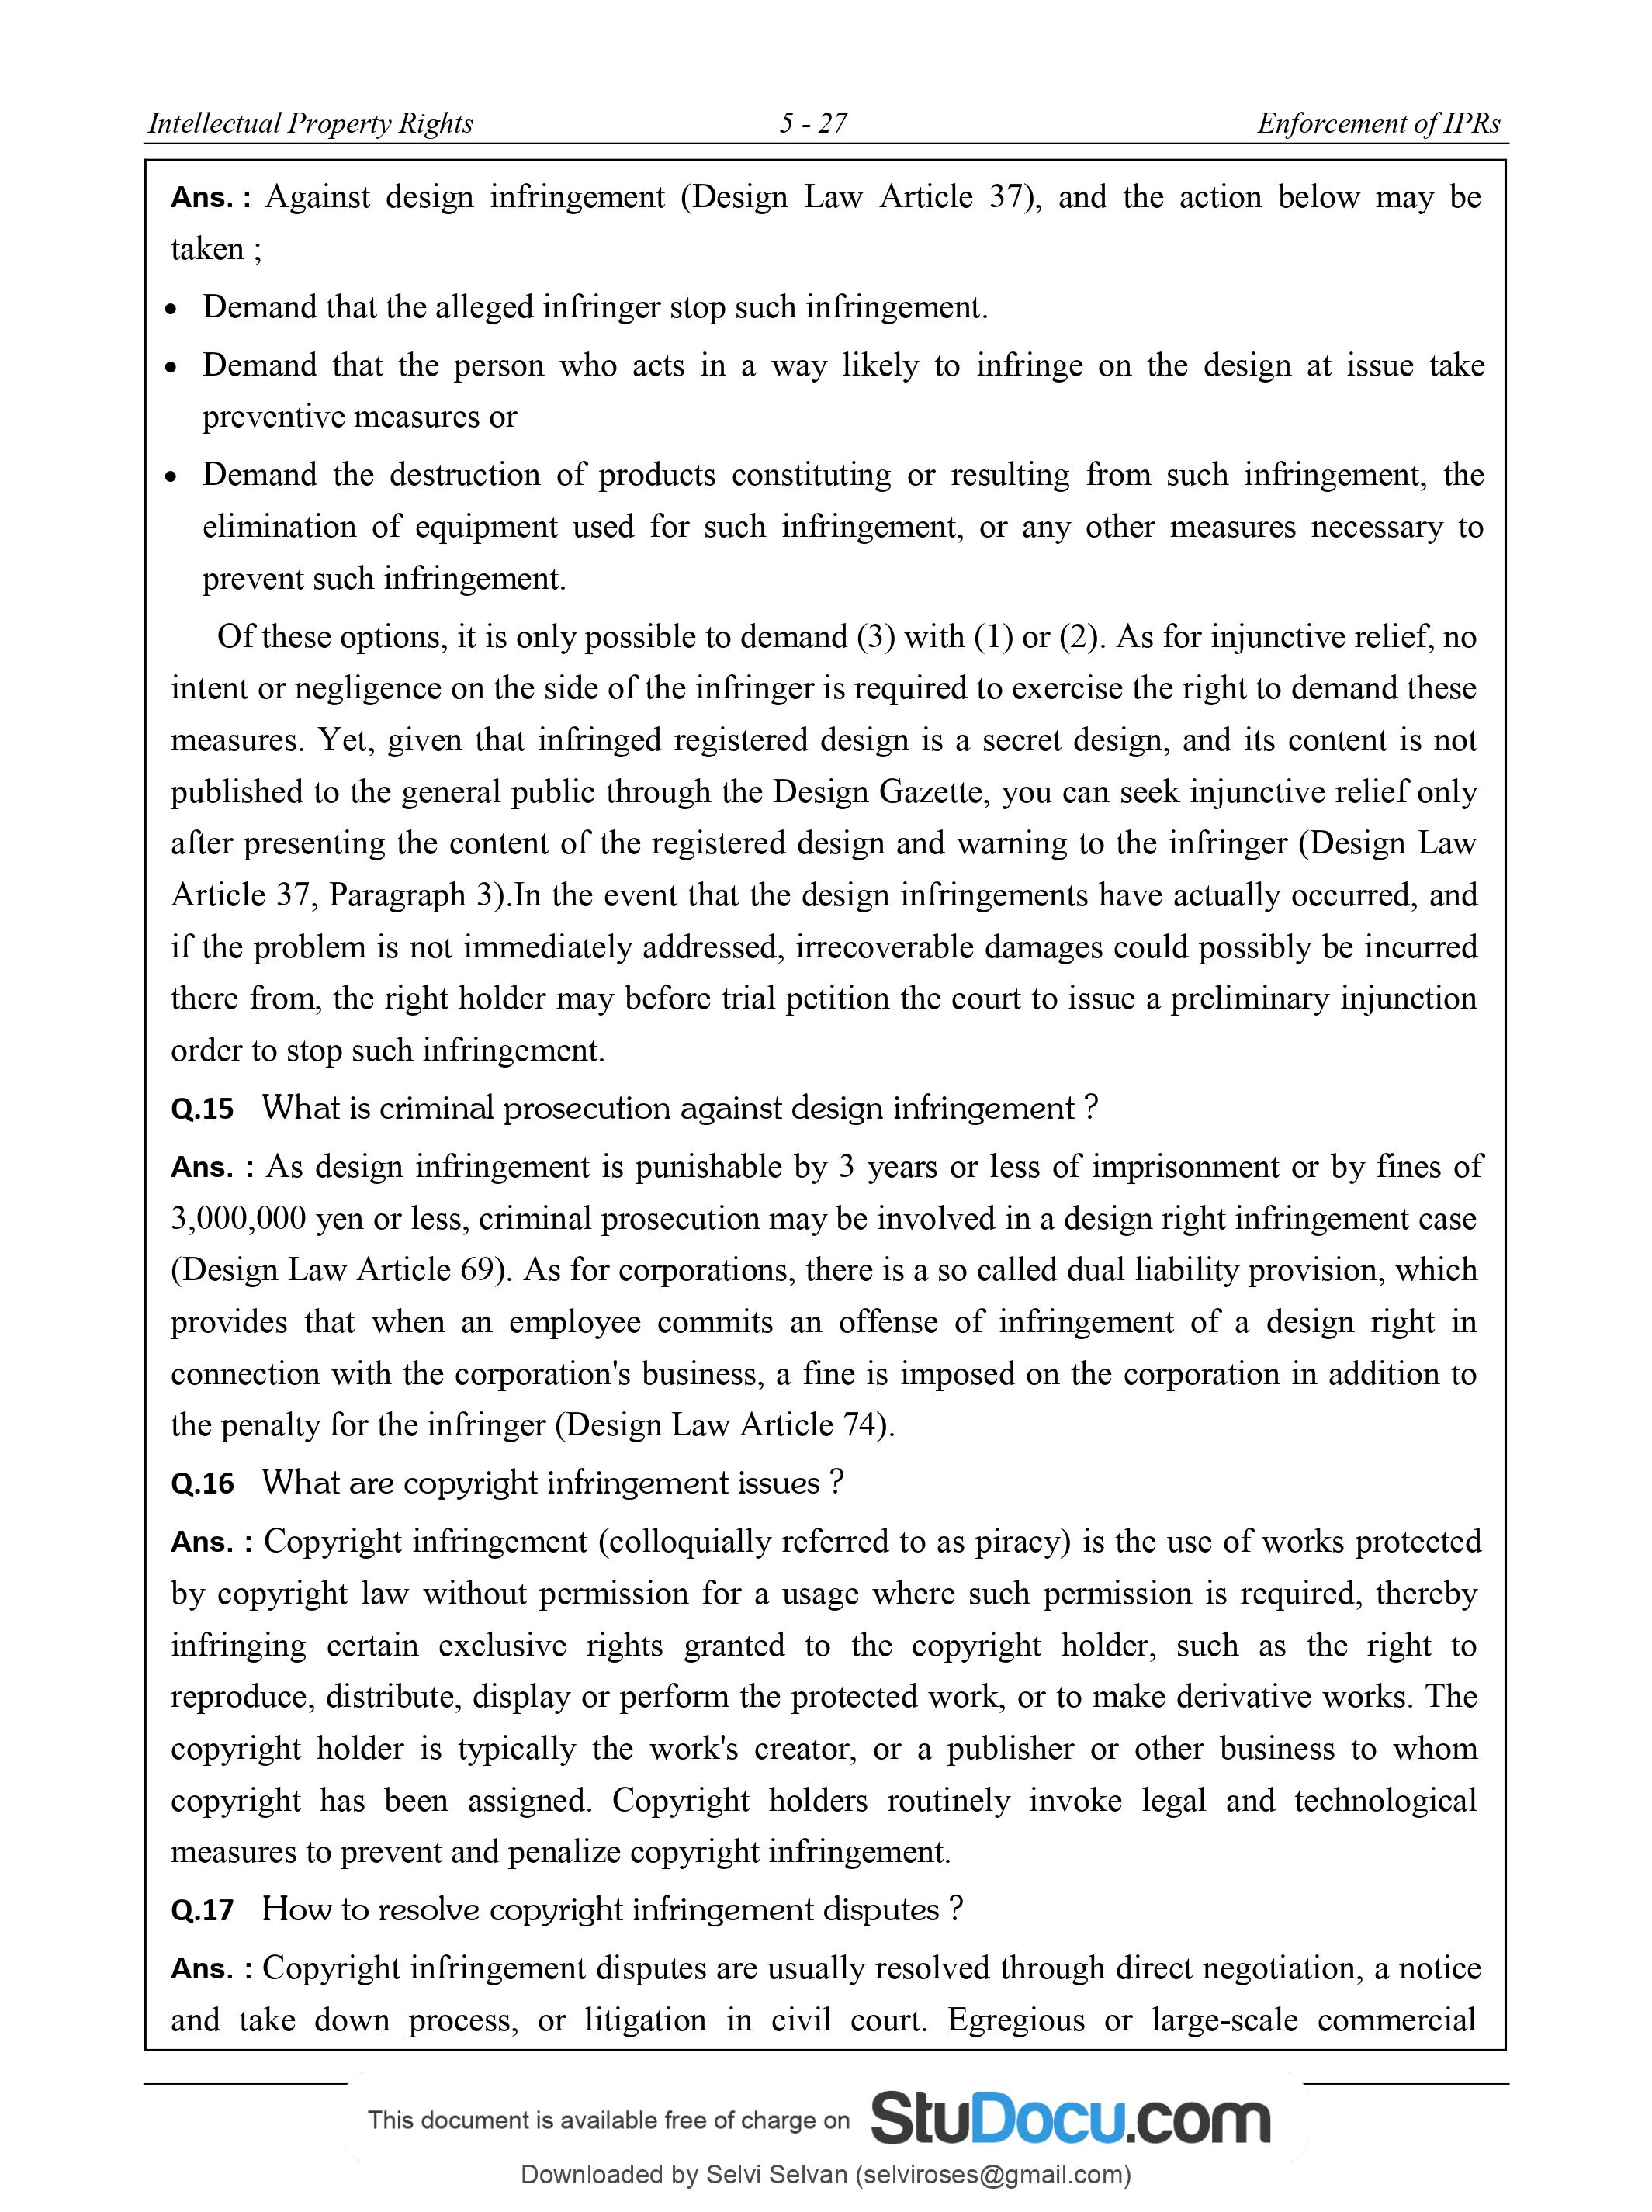 Intellectual Property Rights 5 - 27 Enforcement of IPRs
Ans. : Against design infringement (Design Law Article 37), and the action below may be
taken ;
• Demand that the alleged infringer stop such infringement.
• Demand that the person who acts in a way likely to infringe on the design at issue take
preventive measures or
• Demand the destruction of products constituting or resulting from such infringement, the
elimination of equipment used for such infringement, or any other measures necessary to
prevent such infringement.
Of these options, it is only possible to demand (3) with (1) or (2). As for injunctive relief, no
intent or negligence on the side of the infringer is required to exercise the right to demand these
measures. Yet, given that infringed registered design is a secret design, and its content is not
published to the general public through the Design Gazette, you can seek injunctive relief only
after presenting the content of the registered design and warning to the infringer (Design Law
Article 37, Paragraph 3).In the event that the design infringements have actually occurred, and
if the problem is not immediately addressed, irrecoverable damages could possibly be incurred
there from, the right holder may before trial petition the court to issue a preliminary injunction
order to stop such infringement.
Q.15 What is criminal prosecution against design infringement ?
Ans. : As design infringement is punishable by 3 years or less of imprisonment or by fines of
3,000,000 yen or less, criminal prosecution may be involved in a design right infringement case
(Design Law Article 69). As for corporations, there is a so called dual liability provision, which
provides that when an employee commits an offense of infringement of a design right in
connection with the corporation's business, a fine is imposed on the corporation in addition to
the penalty for the infringer (Design Law Article 74).
Q.16 What are copyright infringement issues ?
Ans. : Copyright infringement (colloquially referred to as piracy) is the use of works protected
by copyright law without permission for a usage where such permission is required, thereby
infringing certain exclusive rights granted to the copyright holder, such as the right to
reproduce, distribute, display or perform the protected work, or to make derivative works. The
copyright holder is typically the work's creator, or a publisher or other business to whom
copyright has been assigned. Copyright holders routinely invoke legal and technological
measures to prevent and penalize copyright infringement.
Q.17 How to resolve copyright infringement disputes ?
Ans. : Copyright infringement disputes are usually resolved through direct negotiation, a notice
and take down process, or litigation in civil court. Egregious or large-scale commercial
This document is available free of charge on StuDocu.com
Downloaded by Selvi Selvan (selviroses@gmail.com)